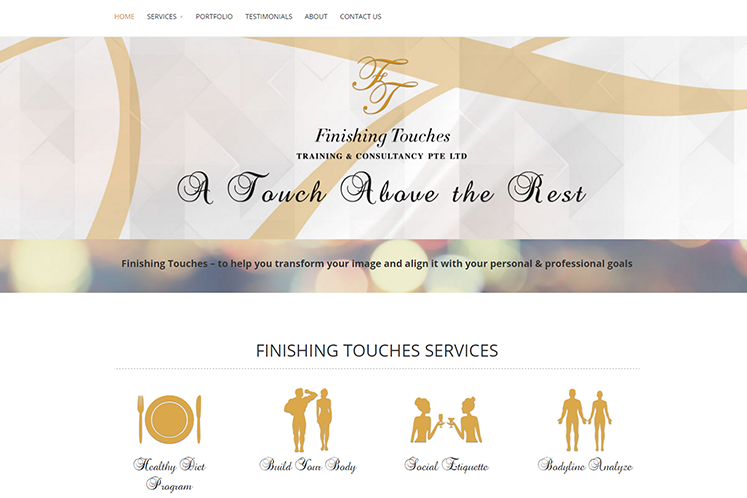 HOME SERVICES PORTFOLIO TESTIMONIALS ABOUT CONTACT US
FT
Finishing Touches
TRAINING & CONSULTANCY PTE LTD
A Touch Above the Rest
Finishing Touches – to help you transform your image and align it with your personal & professional goals
FINISHING TOUCHES SERVICES
Healthy Diet Build Your Body Social Etiquette Bodyline Analyze
Program